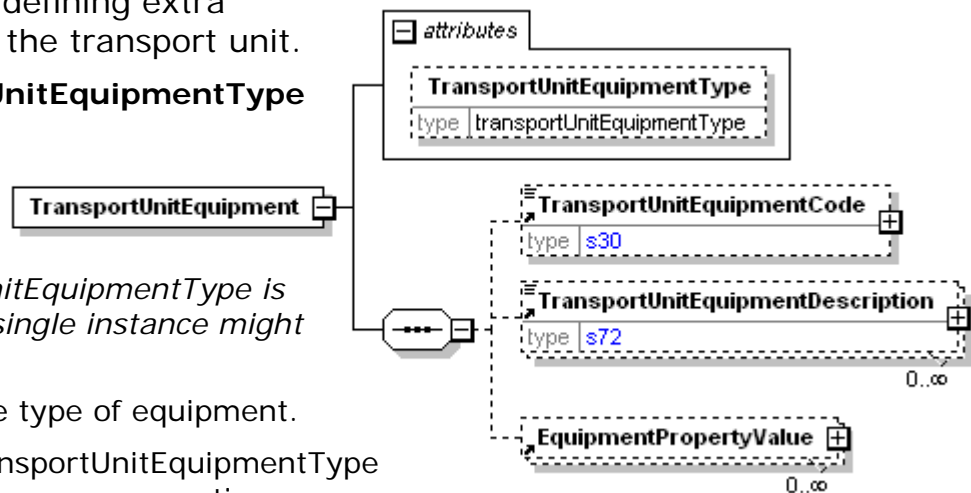 defining extra
the transport unit.
UnitEquipmentType
nitEquipmentType is
single instance might
e type of equipment.
nsportUnitEquipmentType
attributes
TransportUnitEquipmentType
type transportUnitEquipmentType
TransportUnitEquipment
TransportUnitEquipmentCode
type s30
TransportUnitEquipmentDescription
type s72
0..∞
EquipmentPropertyValue
0..∞